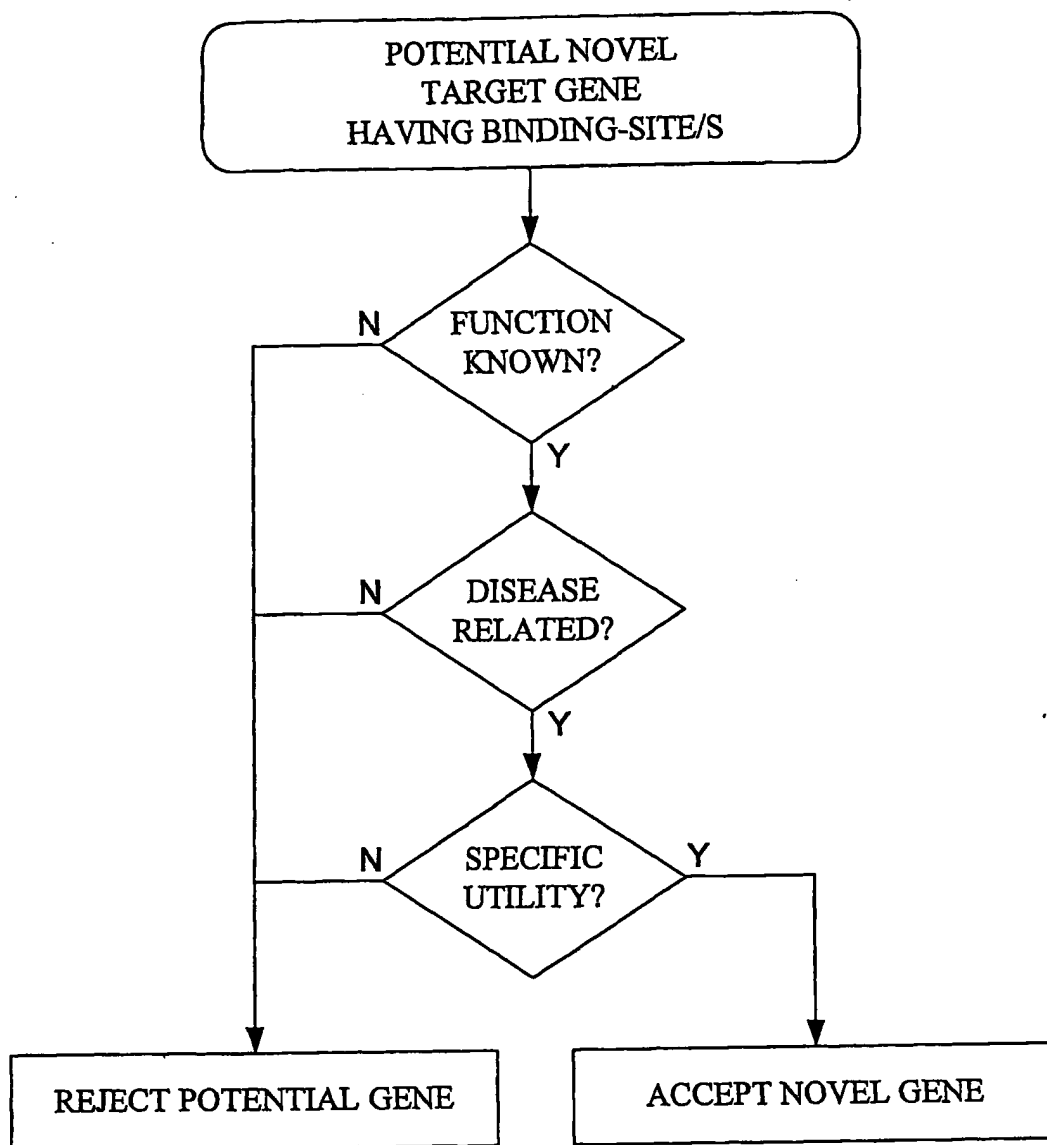 POTENTIAL NOVEL
TARGET GENE
HAVING BINDING-SITE/S
N
FUNCTION
KNOWN?
Y
N
DISEASE
RELATED?
Y
N
SPECIFIC
UTILITY?
Y
REJECT POTENTIAL GENE
ACCEPT NOVEL GENE